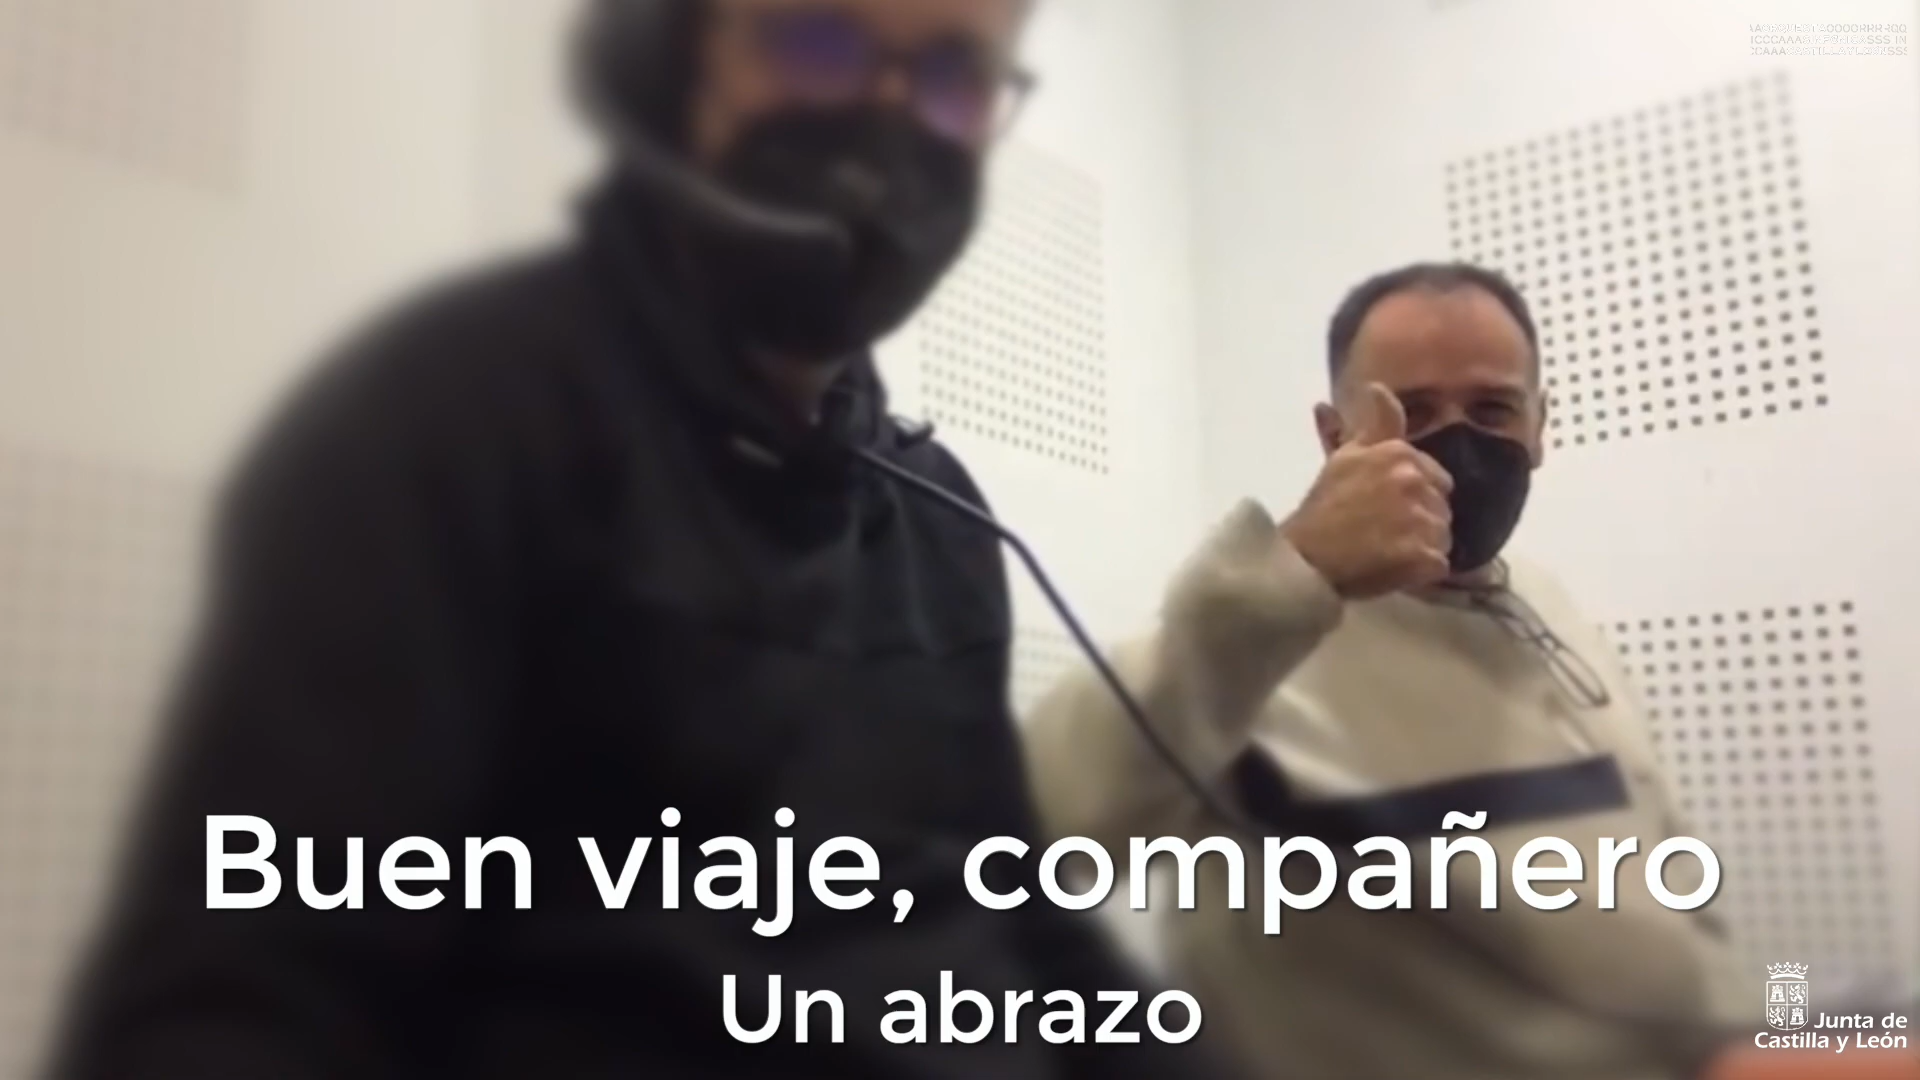 Buen viaje, compañero
Un abrazo
Junta de
Castilla y León